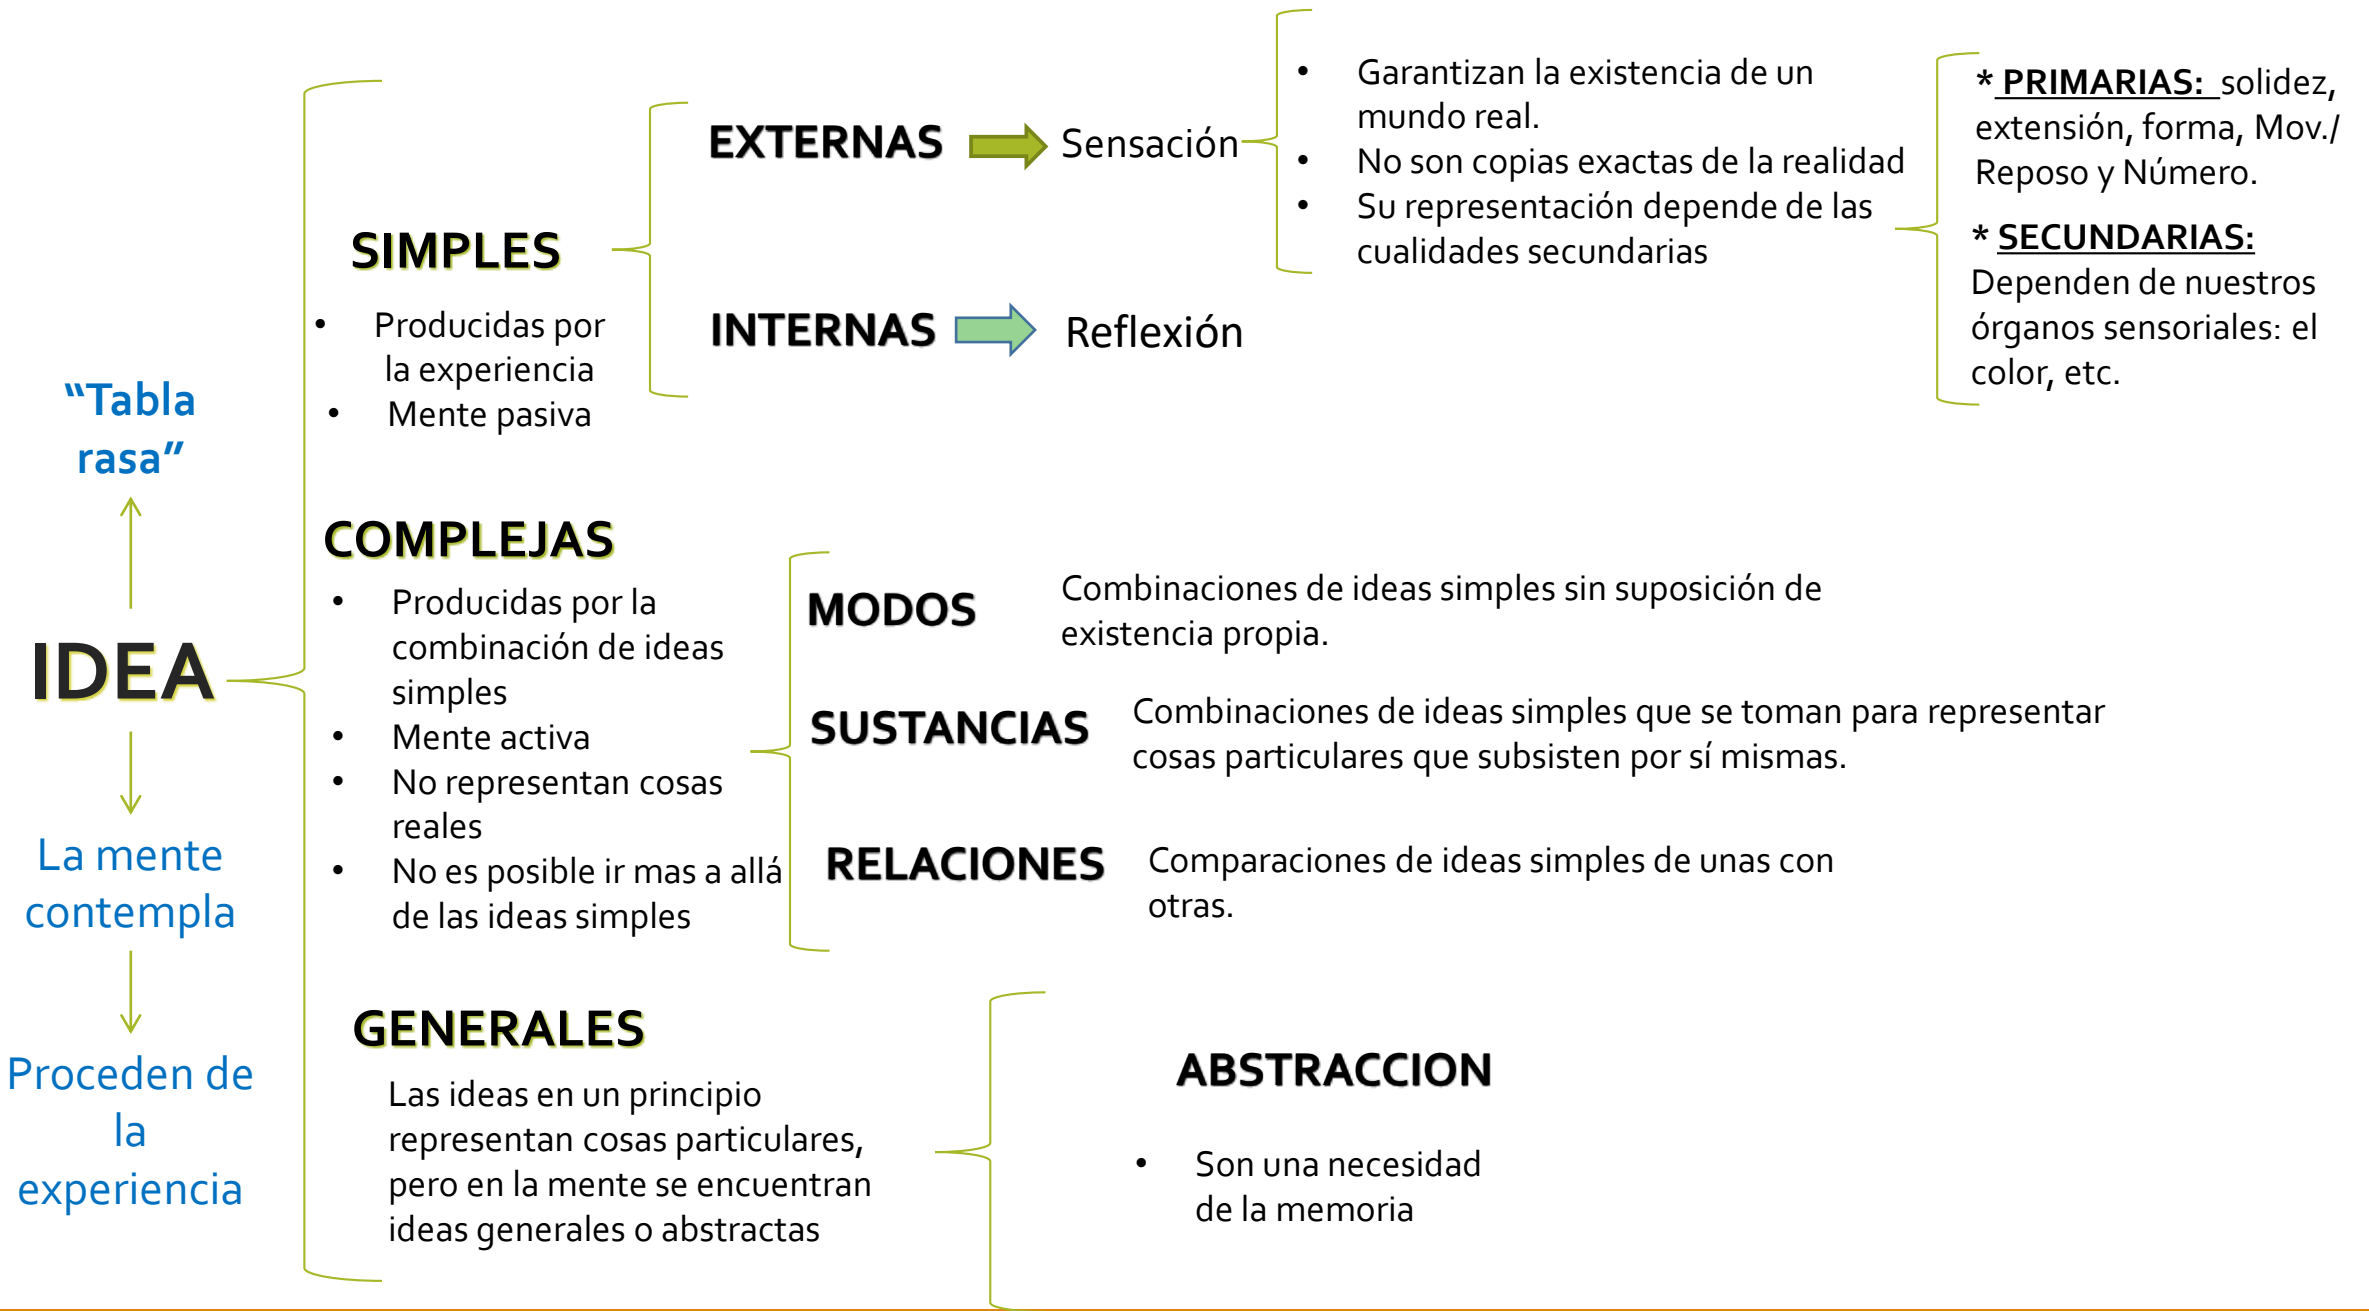 “Tabla
rasa”
IDEA
La mente
contempla
Proceden de
la
experiencia
SIMPLES
• Producidas por
la experiencia
• Mente pasiva
EXTERNAS
Sensación
• Garantizan la existencia de un
mundo real.
• No son copias exactas de la realidad
• Su representación depende de las
cualidades secundarias
* PRIMARIAS: solidez,
extensión, forma, Mov./
Reposo y Número.
* SECUNDARIAS:
Dependen de nuestros
órganos sensoriales: el
color, etc.
INTERNAS
Reflexión
COMPLEJAS
• Producidas por la
combinación de ideas
simples
• Mente activa
• No representan cosas
reales
• No es posible ir mas a allá
de las ideas simples
MODOS
Combinaciones de ideas simples sin suposición de
existencia propia.
SUSTANCIAS
Combinaciones de ideas simples que se toman para representar
cosas particulares que subsisten por sí mismas.
RELACIONES
Comparaciones de ideas simples de unas con
otras.
GENERALES
Las ideas en un principio
representan cosas particulares,
pero en la mente se encuentran
ideas generales o abstractas
ABSTRACCION
• Son una necesidad
de la memoria